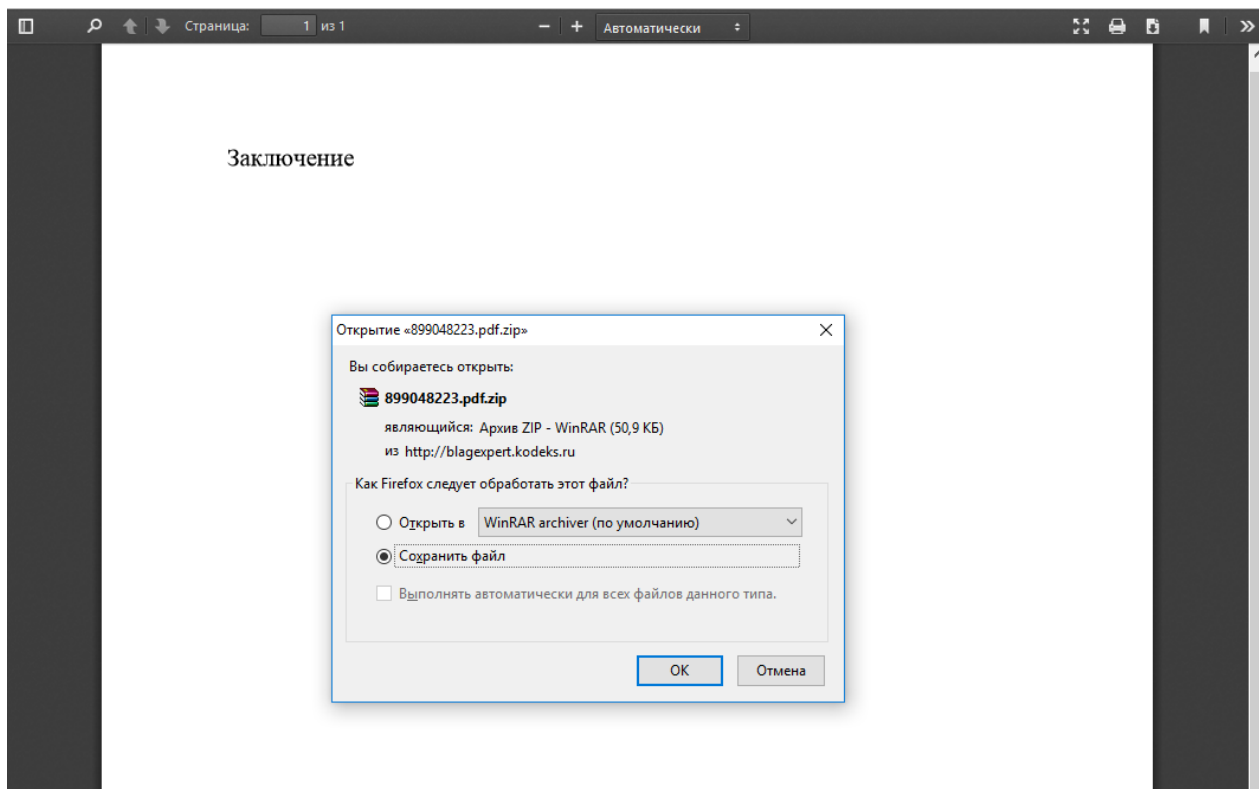 Страница: 1 из 1 Автоматически
Заключение
Открытие «899048223.pdf.zip»
Вы собираетесь открыть:
899048223.pdf.zip
являющийся: Архив ZIP - WinRAR (50,9 КБ)
из http://blagexpert.kodeks.ru
Как Firefox следует обработать этот файл?
Открыть в WinRAR archiver (по умолчанию)
Сохранить файл
Выполнять автоматически для всех файлов данного типа.
OK Отмена